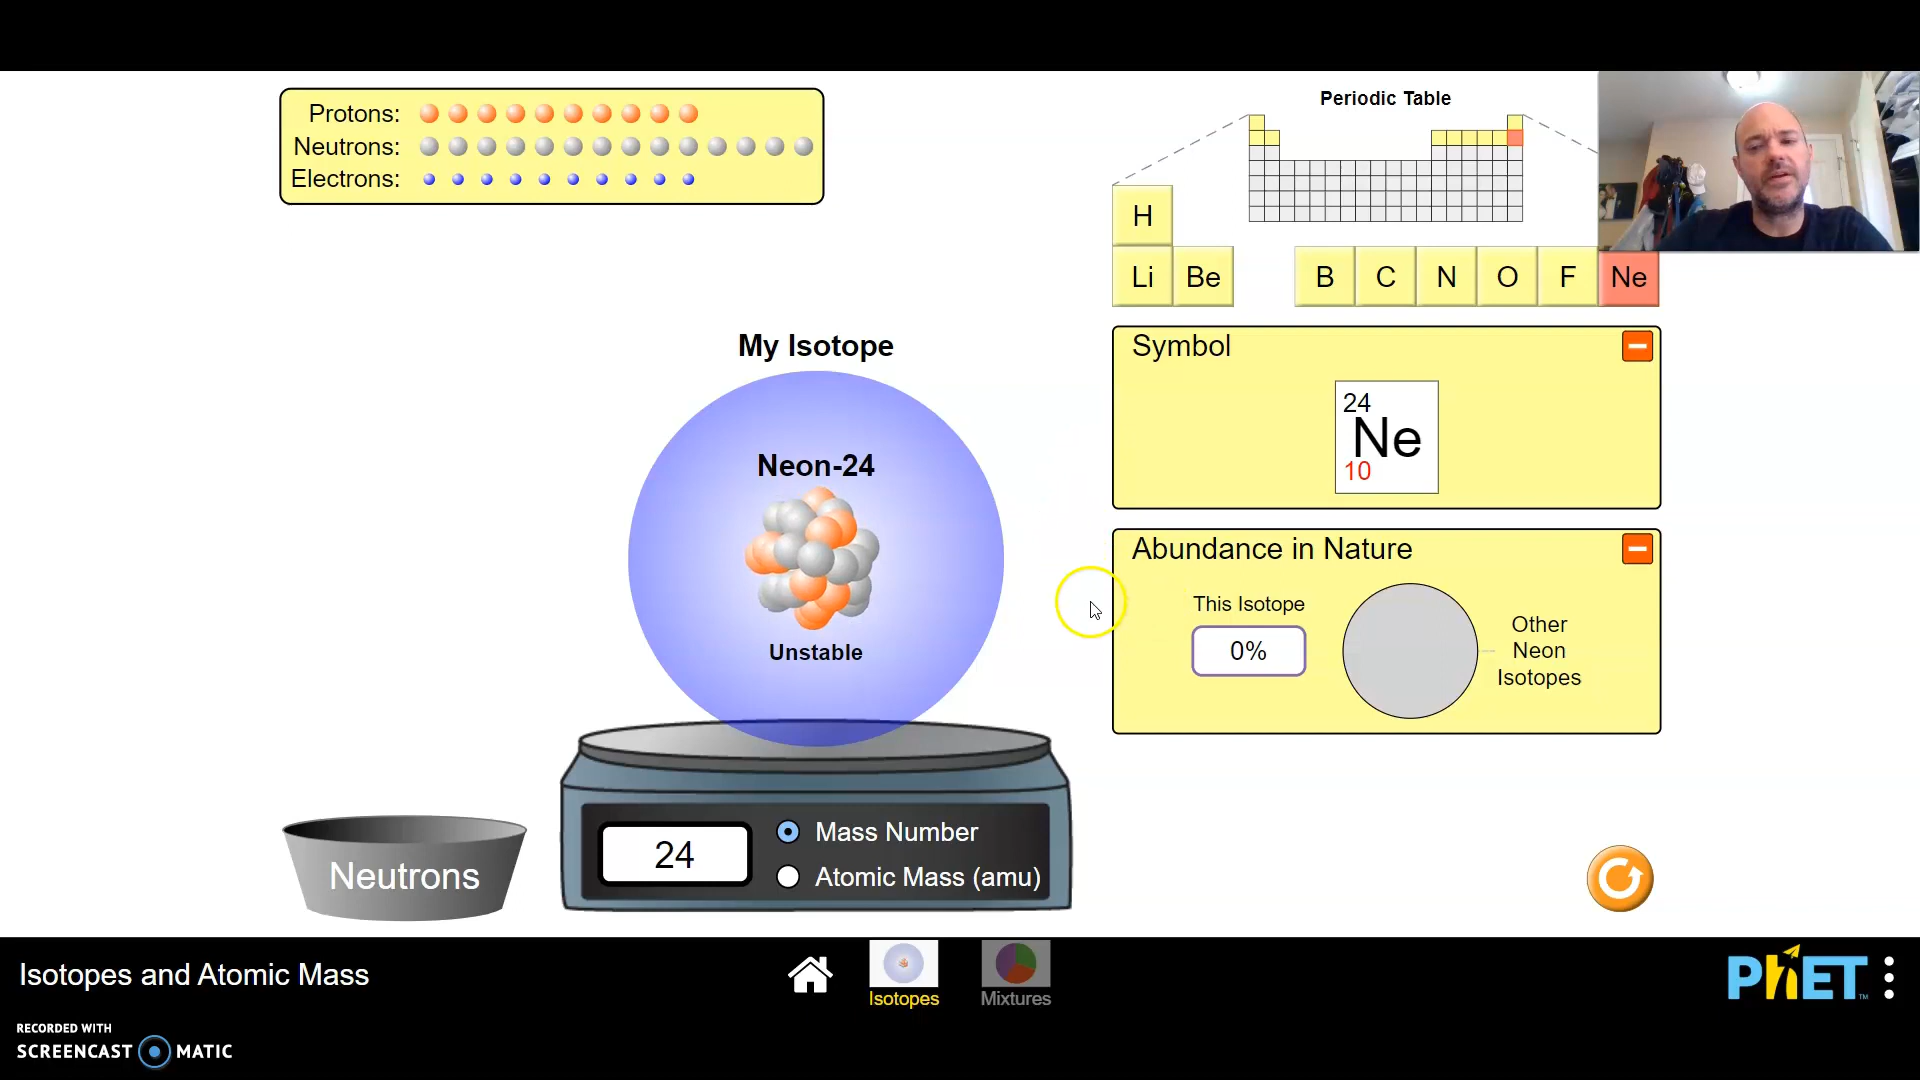 Protons:
Neutrons:
Electrons:
Periodic Table
H
Li Be B C N O F Ne
My Isotope
Neon-24
Unstable
Symbol
24
Ne
10
Abundance in Nature
This Isotope
0%
Other
Neon
Isotopes
24
Mass Number
Atomic Mass (amu)
Neutrons
Isotopes and Atomic Mass
Isotopes
Mixtures
PhET
RECORDED WITH
SCREENCAST MATIC